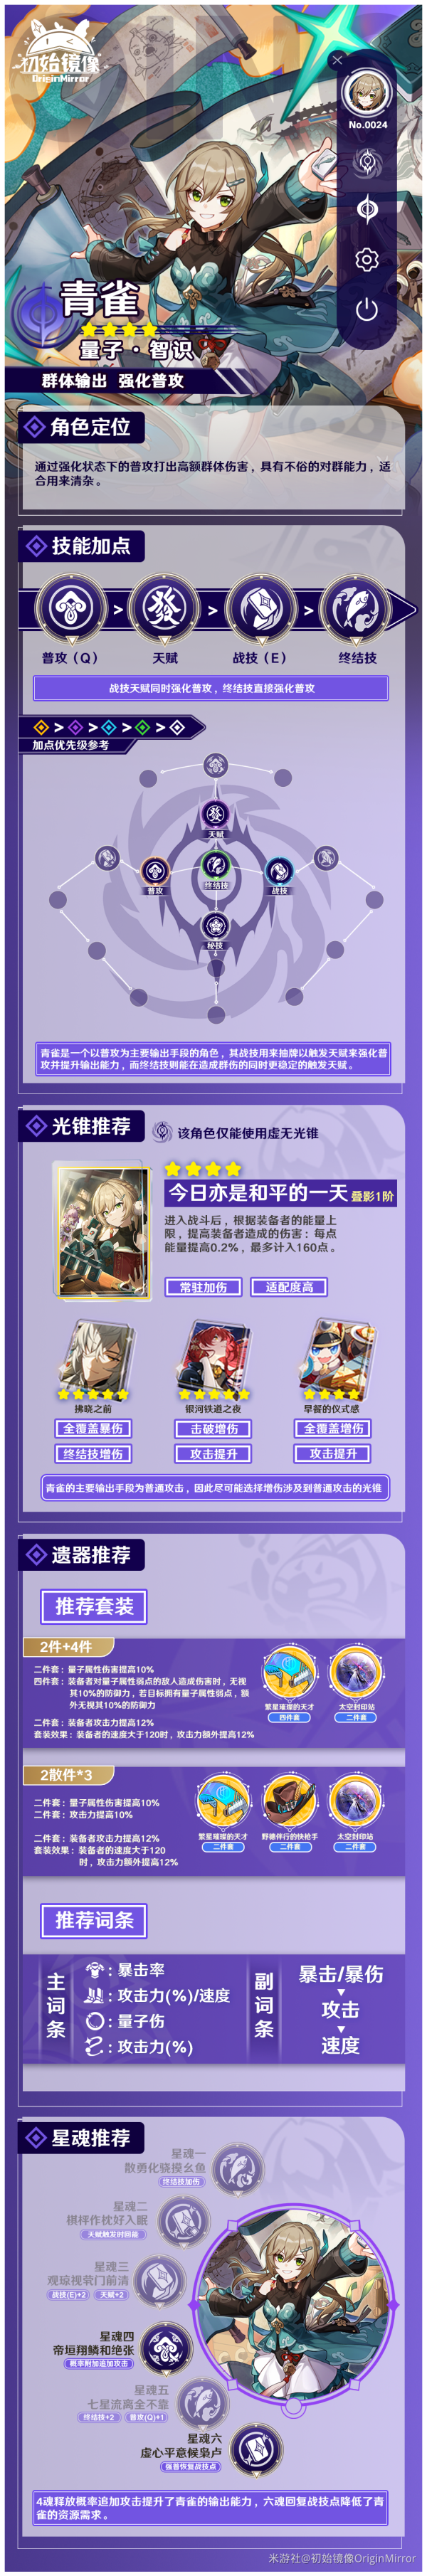 初始镜像
OriginMirror
No.0024
青雀
量子·智识
群体输出 强化普攻
角色定位
通过强化状态下的普攻打出高额群体伤害，具有不俗的对群能力，适
合用来清杂。
技能加点
普攻（Q） > 天赋 > 战技（E） > 终结技
战技天赋同时强化普攻，终结技直接强化普攻
加点优先级参考
天赋
普攻
终结技
战技
秘技
青雀是一个以普攻为主要输出手段的角色，其战技用来抽牌以触发天赋来强化普
攻并提升输出能力，而终结技则能在造成群伤的同时更稳定的触发天赋。
光锥推荐
该角色仅能使用虚无光锥
今日亦是和平的一天 叠影1阶
进入战斗后，根据装备者的能量上
限，提高装备者造成的伤害：每点
能量提高0.2%，最多计入160点。
常驻加伤 适配度高
拂晓之前 银河铁道之夜 早餐的仪式感
全覆盖暴伤 击破增伤 全覆盖增伤
终结技增伤 攻击提升 攻击提升
青雀的主要输出手段为普通攻击，因此尽可能选择增伤涉及到普通攻击的光锥
遗器推荐
推荐套装
2件+4件
二件套：量子属性伤害提高10%
四件套：装备者对量子属性弱点的敌人造成伤害时，无视
其10%的防御力，若目标拥有量子属性弱点，额
外无视其10%的防御力
二件套：装备者攻击力提高12%
套装效果：装备者的速度大于120时，攻击力额外提高12%
繁星璀璨的天才 太空封印站
四件套 二件套
2散件*3
二件套：量子属性伤害提高10%
二件套：攻击力提高10%
二件套：装备者攻击力提高12%
套装效果：装备者的速度大于120
时，攻击力额外提高12%
繁星璀璨的天才 野穗伴行的快枪手 太空封印站
二件套 二件套 二件套
推荐词条
主词条
：暴击率
：攻击力(%)/速度
：量子伤
：攻击力(%)
副词条
暴击/暴伤
攻击
速度
星魂推荐
星魂一
散勇化骁摸幺鱼
终结技加伤
星魂二
棋枰作枕好入眠
天赋触发时回能
星魂三
观琼视茕门前清
战技(E)+2 天赋+2
星魂四
帝垣翔鳞和绝张
概率附加追加攻击
星魂五
七星流离全不靠
终结技+2 普攻(Q)+1
星魂六
虚心平意候枭卢
强普恢复战技点
4魂释放概率追加攻击提升了青雀的输出能力，六魂回复战技点降低了青
雀的资源需求。
米游社@初始镜像OriginMirror